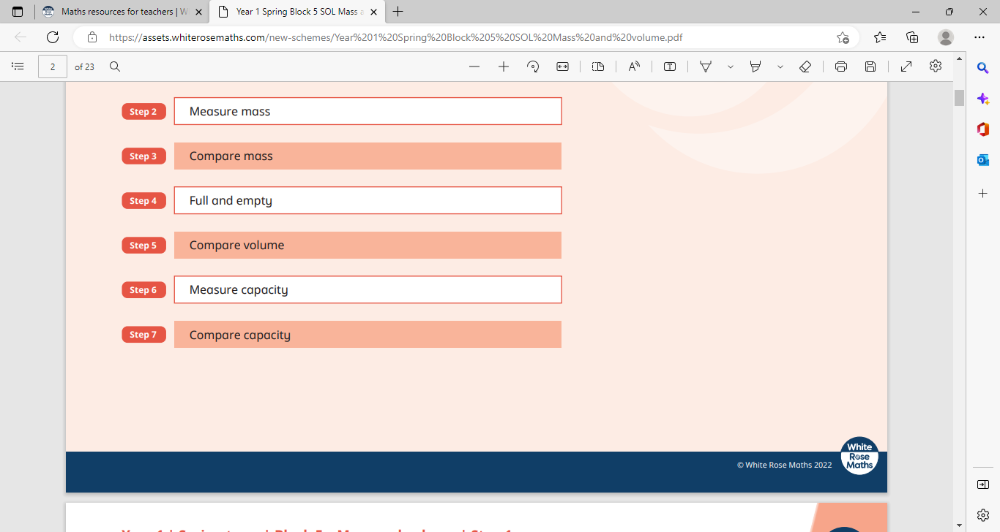 Maths resources for teachers | W
Year 1 Spring Block 5 SOL Mass a
https://assets.whiterosemaths.com/new-schemes/Year%201%20Spring%20Block%205%20SOL%20Mass%20and%20volume.pdf
2 of 23
Step 2 Measure mass
Step 3 Compare mass
Step 4 Full and empty
Step 5 Compare volume
Step 6 Measure capacity
Step 7 Compare capacity
© White Rose Maths 2022
White
Rose
Maths